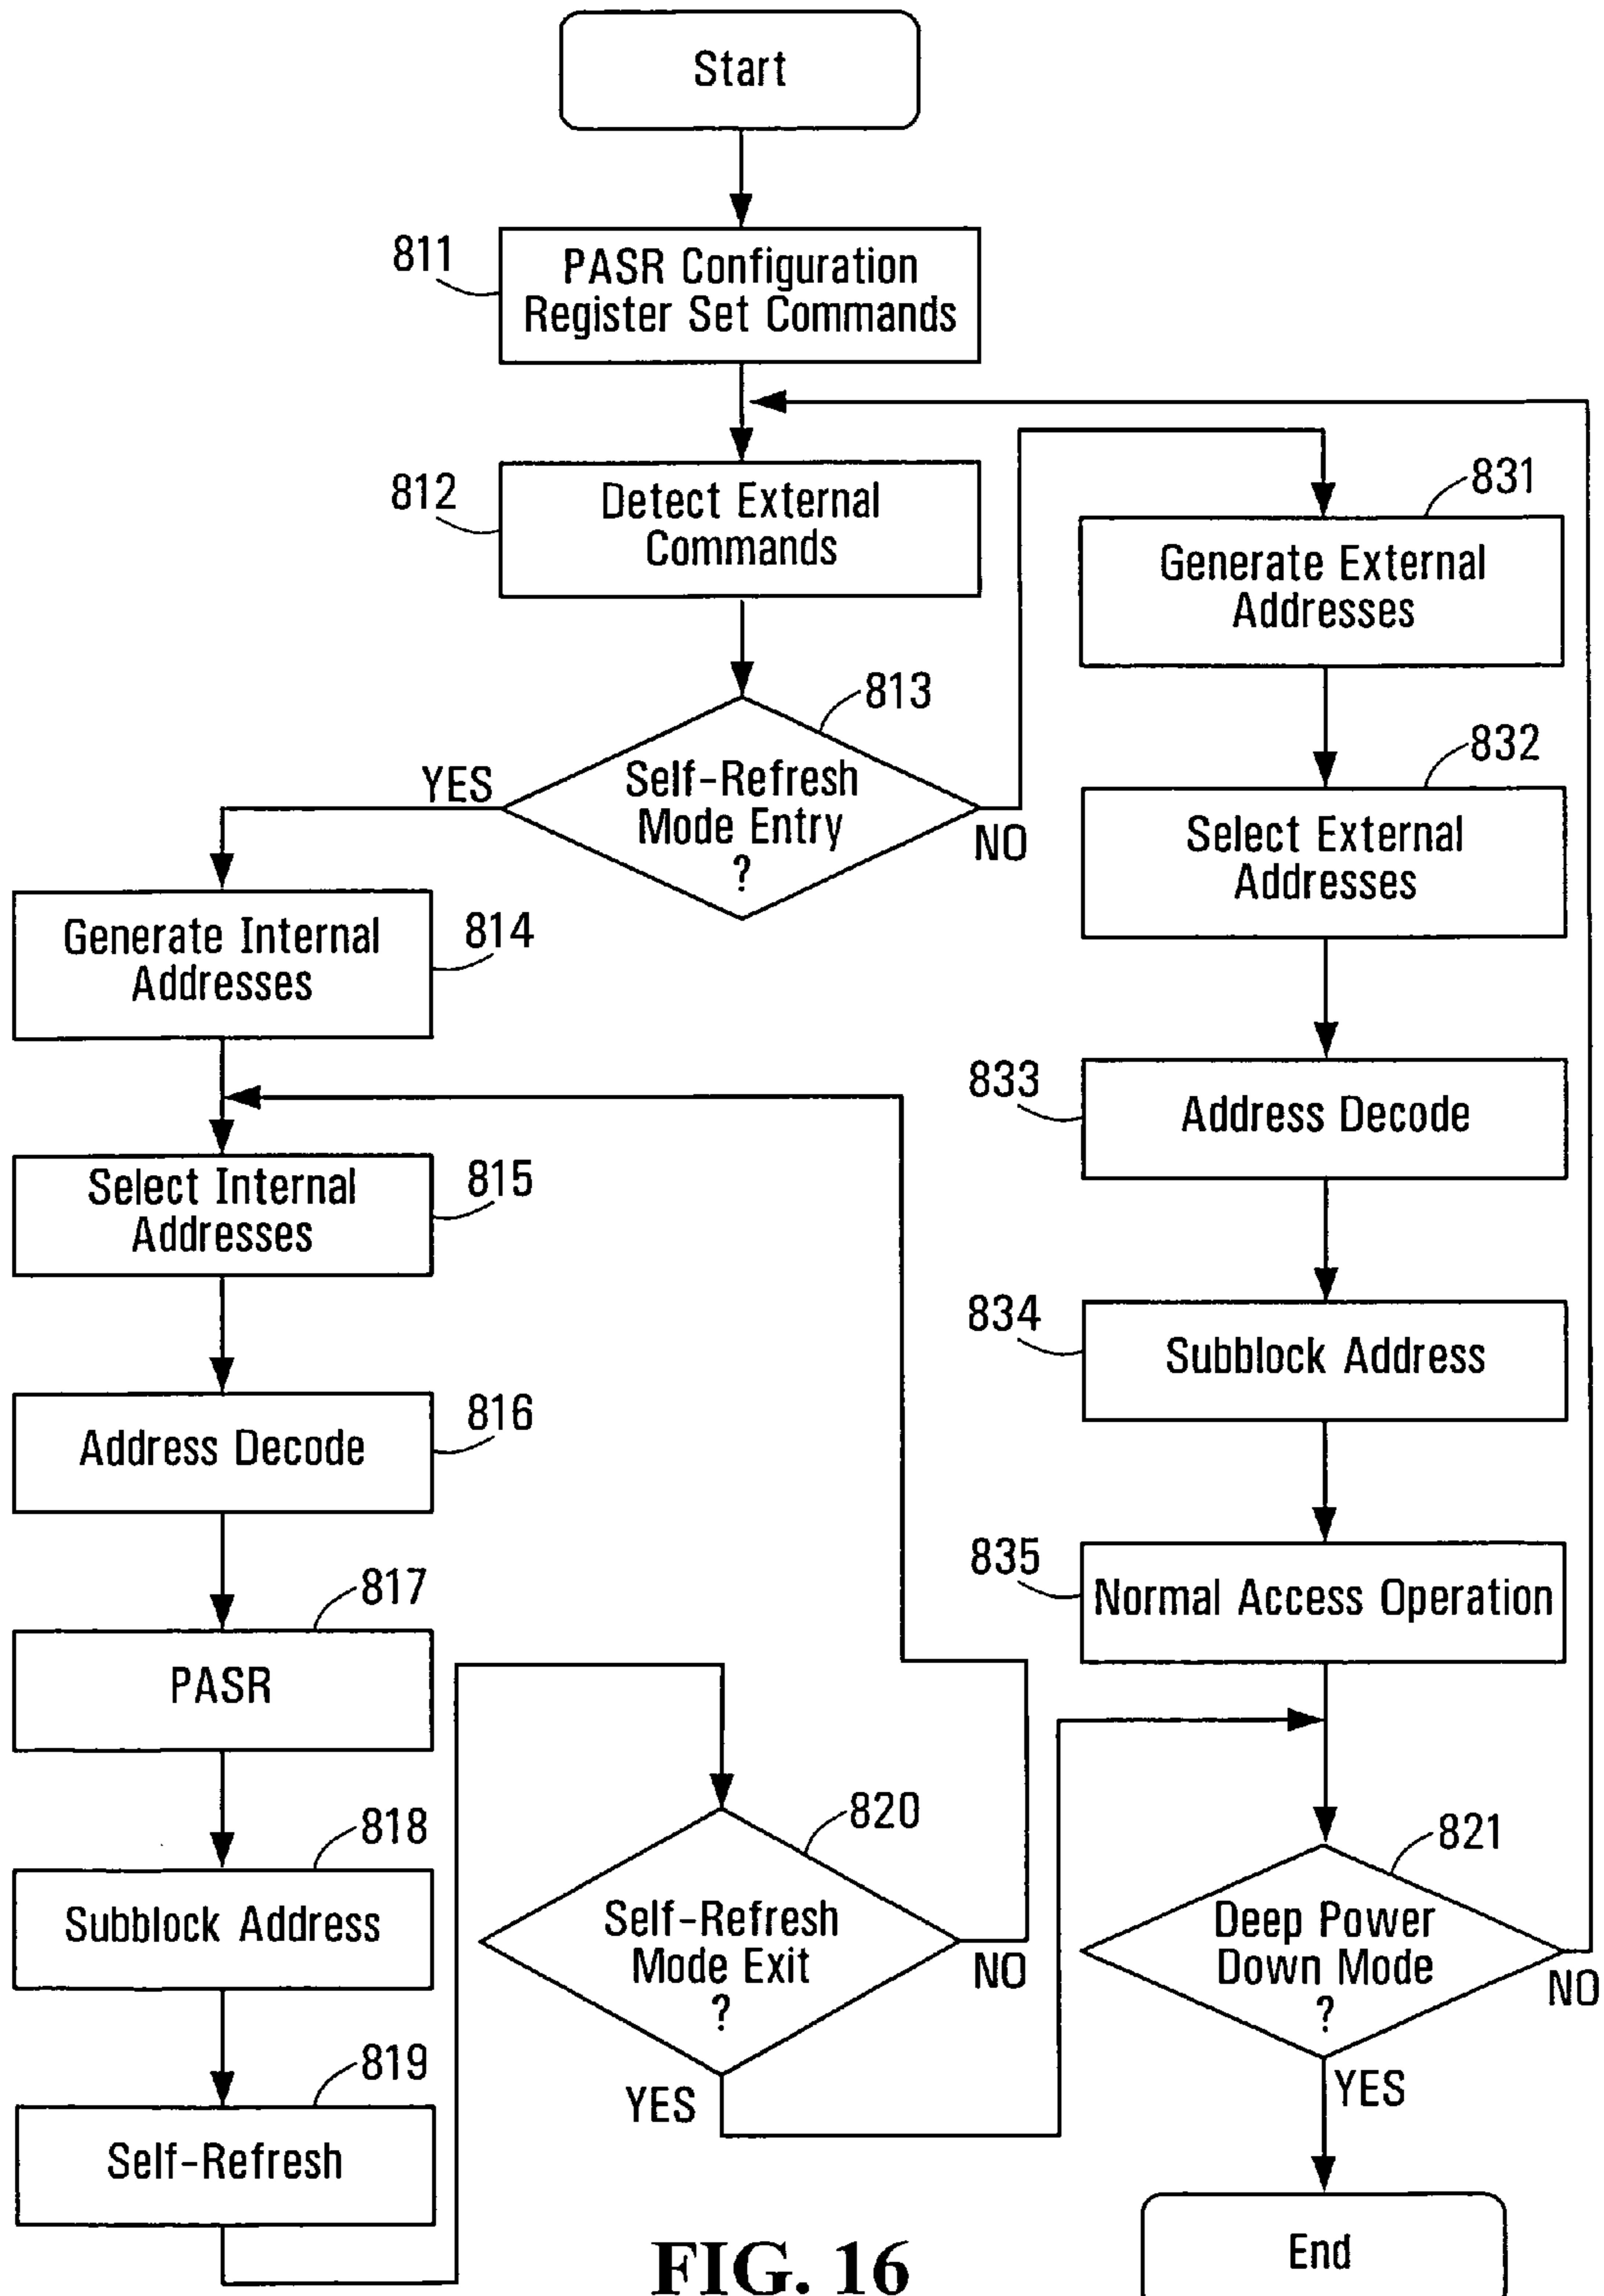 Start
811
PASR Configuration
Register Set Commands
812
Detect External
Commands
813
Self-Refresh
Mode Entry
?
YES
NO
814
Generate Internal
Addresses
815
Select Internal
Addresses
816
Address Decode
817
PASR
818
Subblock Address
819
Self-Refresh
820
Self-Refresh
Mode Exit
?
NO
YES
831
Generate External
Addresses
832
Select External
Addresses
833
Address Decode
834
Subblock Address
835
Normal Access Operation
821
Deep Power
Down Mode
?
NO
YES
End
FIG. 16